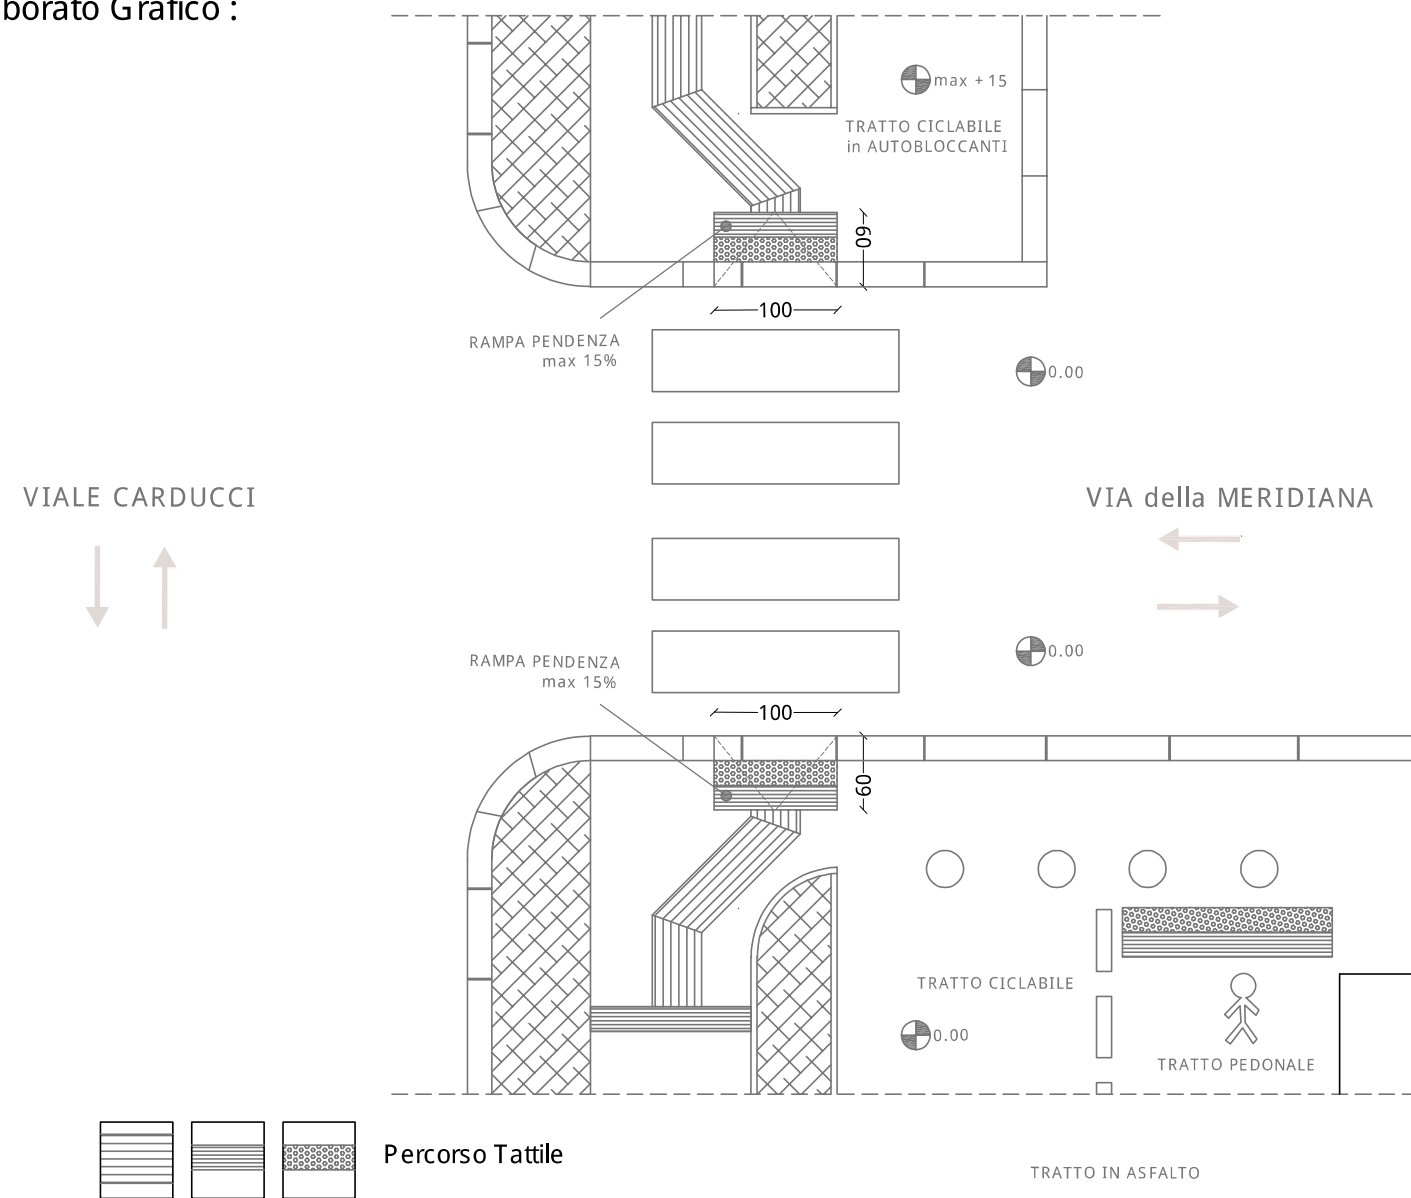 borato Grafico :
max + 15
TRATTO CICLABILE
in AUTOBLOCCANTI
60
100
RAMPA PENDENZA
max 15%
0.00
VIALE CARDUCCI
VIA della MERIDIANA
0.00
RAMPA PENDENZA
max 15%
100
60
TRATTO CICLABILE
0.00
TRATTO PEDONALE
Percorso Tattile
TRATTO IN ASFALTO